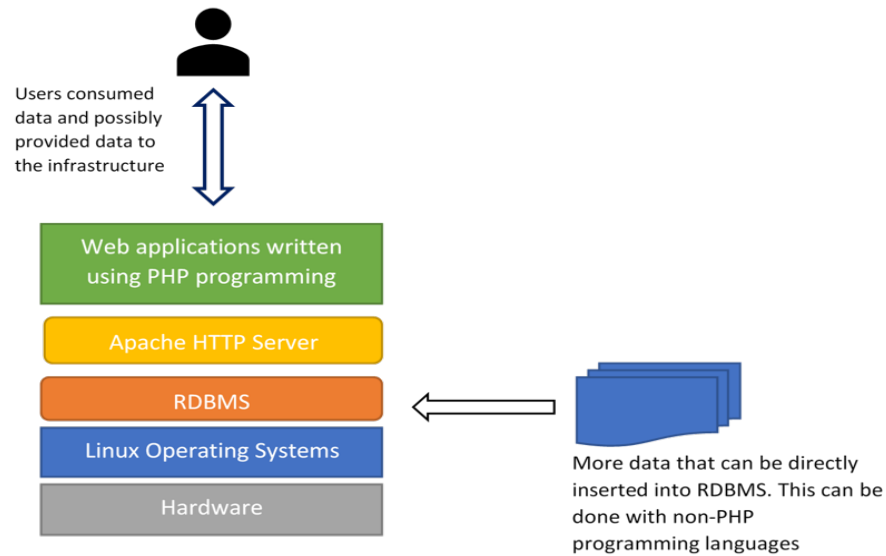 Users consumed
data and possibly
provided data to
the infrastructure
Web applications written
using PHP programming
Apache HTTP Server
RDBMS
Linux Operating Systems
Hardware
More data that can be directly
inserted into RDBMS. This can be
done with non-PHP
programming languages